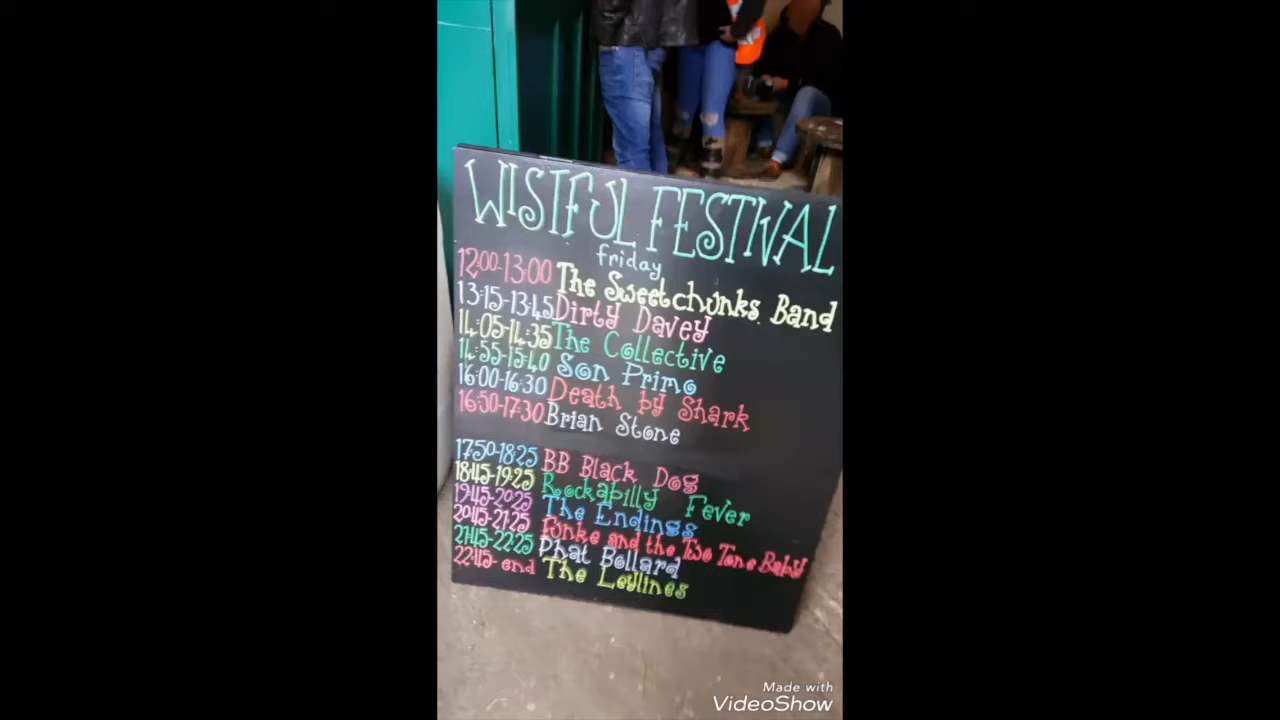 WISTFUL FESTIVAL
friday
12:00-13:00 The Sweetchunks Band
13:15-13:45 Dirty Davey
14:05-14:35 The Collective
14:55-15:40 Son Primo
16:00-16:30 Death by Shark
16:50-17:30 Brian Stone
17:50-18:25 BB Black Dog
18:45-19:25 Rockabilly Fever
19:45-20:25 The Endings
20:45-21:25 Funke and the Two Tone Baby
21:45-22:25 Phat Bollard
22:45- end The Leylines
Made with
VideoShow